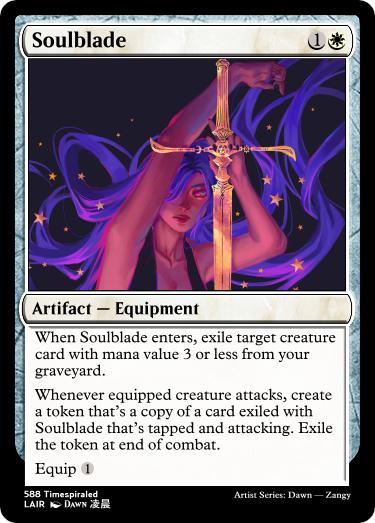 Soulblade 1
Artifact — Equipment
When Soulblade enters, exile target creature
card with mana value 3 or less from your
graveyard.
Whenever equipped creature attacks, create
a token that's a copy of a card exiled with
Soulblade that's tapped and attacking. Exile
the token at end of combat.
Equip 1
588 Timespiraled
LAIR DAWN 凌晨
Artist Series: Dawn — Zangy